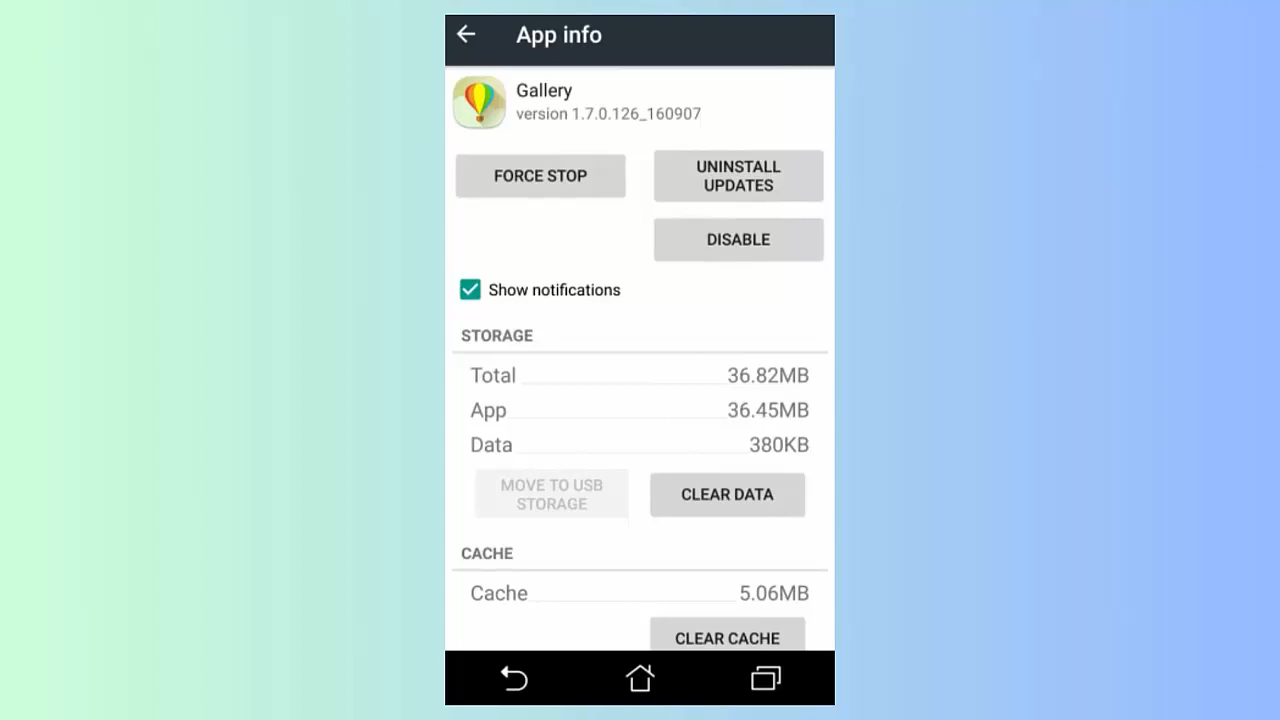 App info
Gallery
version 1.7.0.126_160907
FORCE STOP
UNINSTALL
UPDATES
DISABLE
Show notifications
STORAGE
Total 36.82MB
App 36.45MB
Data 380KB
MOVE TO USB
STORAGE
CLEAR DATA
CACHE
Cache 5.06MB
CLEAR CACHE